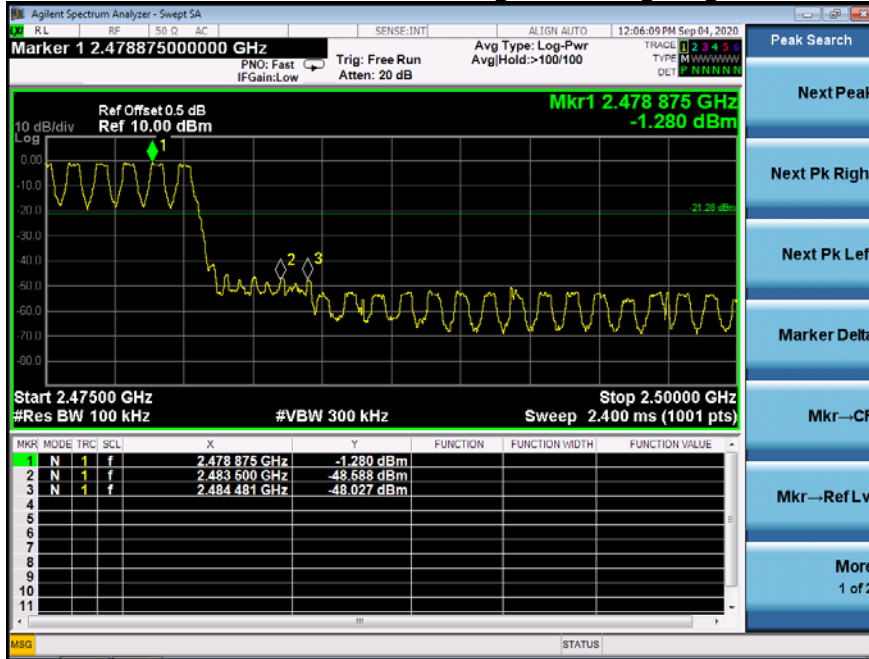 Agilent Spectrum Analyzer - Swept SA
LXI RL RF 50 Ω AC SENSE:INT ALIGN AUTO 12:06:09 PM Sep 04, 2020
Marker 1 2.478875000000 GHz
PNO: Fast
IFGain:Low
Trig: Free Run
Atten: 20 dB
Avg Type: Log-Pwr
Avg|Hold:>100/100
TRACE 1 2 3 4 5 6
TYPE M WWWWW
DET P N N N N N
Peak Search
Mkr1 2.478 875 GHz
-1.280 dBm
Ref Offset 0.5 dB
10 dB/div Ref 10.00 dBm
Log
1
0.00
-10.0
-20.0
-21.28 dBm
-30.0
-40.0
2
3
-50.0
-60.0
-70.0
-80.0
Start 2.47500 GHz
Stop 2.50000 GHz
#Res BW 100 kHz
#VBW 300 kHz
Sweep 2.400 ms (1001 pts)
MKR MODE TRC SCL X Y FUNCTION FUNCTION WIDTH FUNCTION VALUE
1 N 1 f 2.478 875 GHz -1.280 dBm
2 N 1 f 2.483 500 GHz -48.588 dBm
3 N 1 f 2.484 481 GHz -48.027 dBm
4
5
6
7
8
9
10
11
MSG
STATUS
Next Peak
Next Pk Righ
Next Pk Lef
Marker Delta
Mkr→CF
Mkr→Ref Lv
More
1 of 2